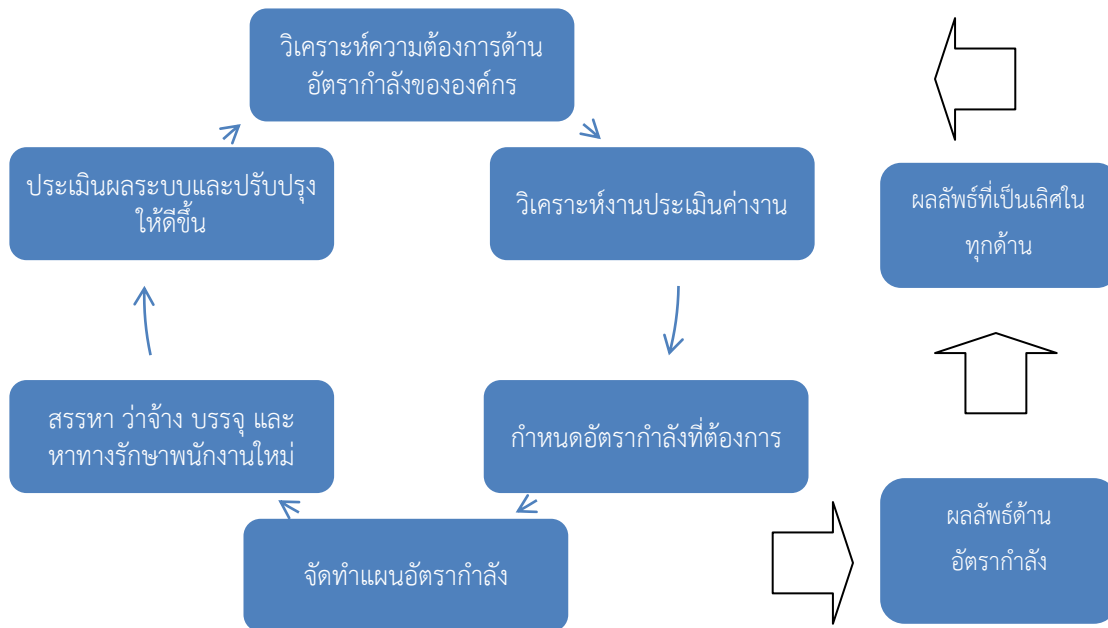 วิเคราะห์ความต้องการด้าน
อัตรากำลังขององค์กร
ประเมินผลระบบและปรับปรุง
ให้ดีขึ้น
วิเคราะห์งานประเมินค่างาน
ผลลัพธ์ที่เป็นเลิศใน
ทุกด้าน
สรรหา ว่าจ้าง บรรจุ และ
หาทางรักษาพนักงานใหม่
กำหนดอัตรากำลังที่ต้องการ
จัดทำแผนอัตรากำลัง
ผลลัพธ์ด้าน
อัตรากำลัง